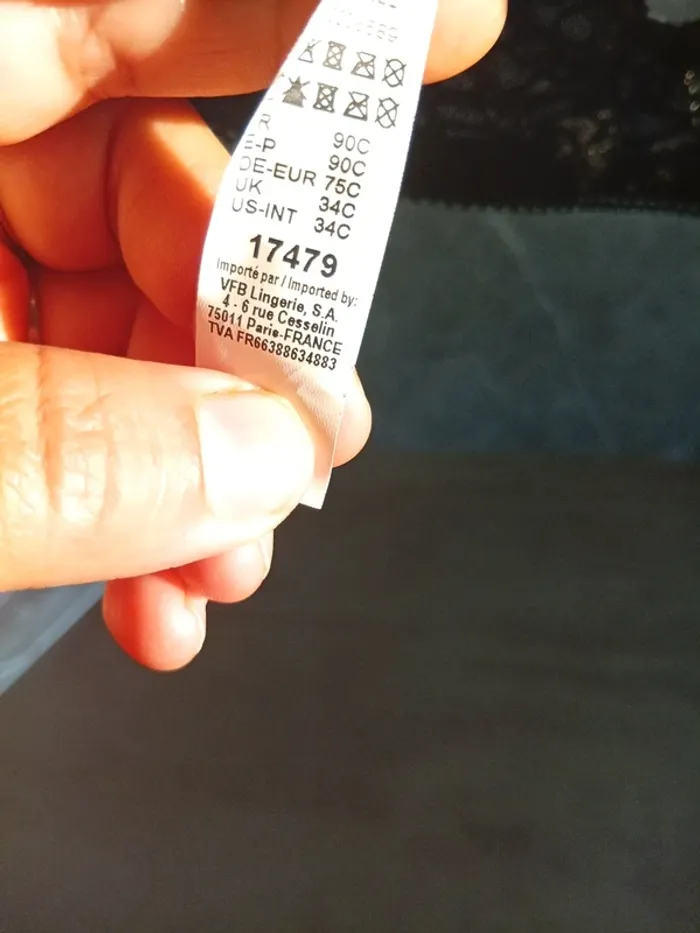 R 90C
E-P 90C
DE-EUR 75C
UK 34C
US-INT 34C
17479
Importé par / Imported by:
VFB Lingerie, S.A.
4 - 6 rue Cesselin
75011 Paris-FRANCE
TVA FR66388634883